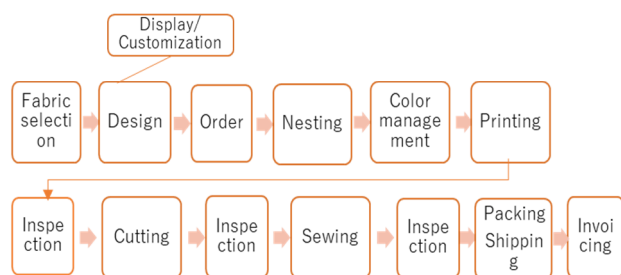 Display/
Customization
Fabric
selecti
on
Design
Order
Nesting
Color
manage
ment
Printing
Inspe
ction
Cutting
Inspe
ction
Sewing
Inspe
ction
Packing
Shippin
g
Invoi
cing